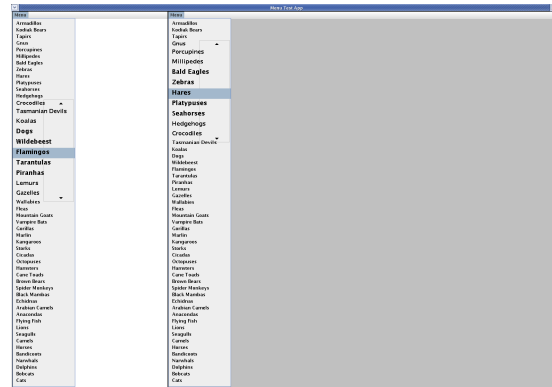 Menu Test App
Menu
Armadillos
Kodiak Bears
Tapirs
Gnus
Porcupines
Millipedes
Bald Eagles
Zebras
Hares
Platypuses
Seahorses
Hedgehogs
Crocodiles
Tasmanian Devils
Koalas
Dogs
Wildebeest
Flamingos
Tarantulas
Piranhas
Lemurs
Gazelles
Wallabies
Fleas
Mountain Goats
Vampire Bats
Gorillas
Marlin
Kangaroos
Storks
Cicadas
Octopuses
Hamsters
Cane Toads
Brown Bears
Spider Monkeys
Black Mambas
Echidnas
Arabian Camels
Anacondas
Flying Fish
Lions
Seagulls
Camels
Horses
Bandicoots
Narwhals
Dolphins
Bobcats
Cats
Menu
Armadillos
Kodiak Bears
Tapirs
Gnus
Porcupines
Millipedes
Bald Eagles
Zebras
Hares
Platypuses
Seahorses
Hedgehogs
Crocodiles
Tasmanian Devils
Koalas
Dogs
Wildebeest
Flamingos
Tarantulas
Piranhas
Lemurs
Gazelles
Wallabies
Fleas
Mountain Goats
Vampire Bats
Gorillas
Marlin
Kangaroos
Storks
Cicadas
Octopuses
Hamsters
Cane Toads
Brown Bears
Spider Monkeys
Black Mambas
Echidnas
Arabian Camels
Anacondas
Flying Fish
Lions
Seagulls
Camels
Horses
Bandicoots
Narwhals
Dolphins
Bobcats
Cats